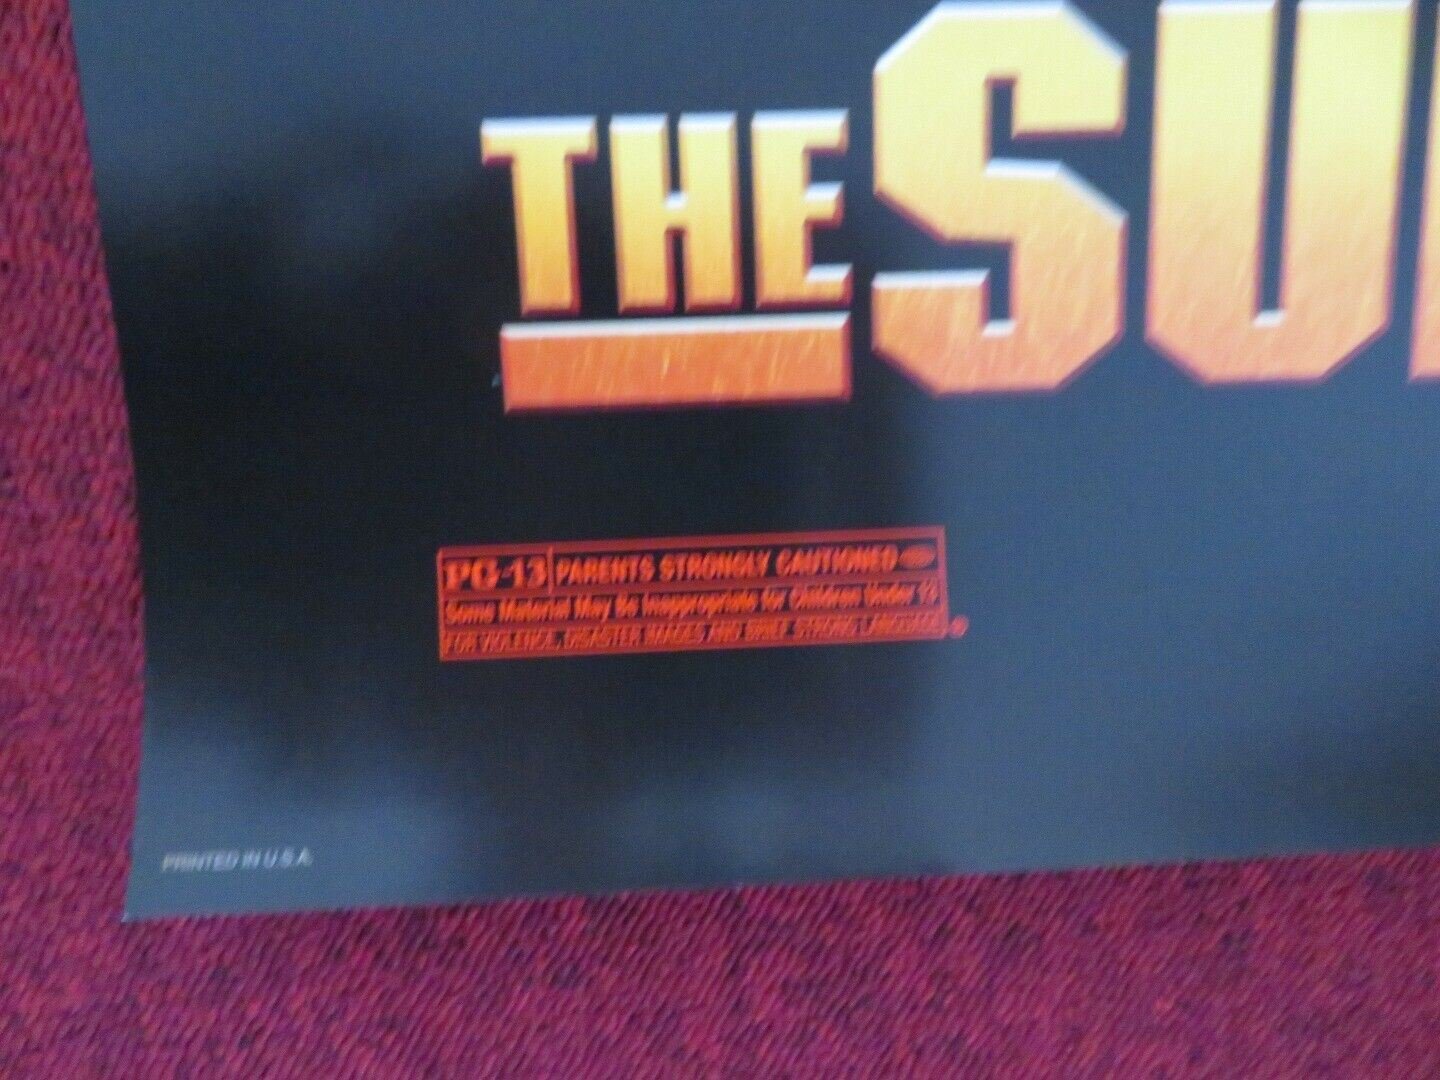 THE SU
PG-13 PARENTS STRONGLY CAUTIONED
Some Material May Be Inappropriate for Children Under 13
FOR VIOLENCE, DISASTER IMAGES AND BRIEF STRONG LANGUAGE
PRINTED IN U.S.A.